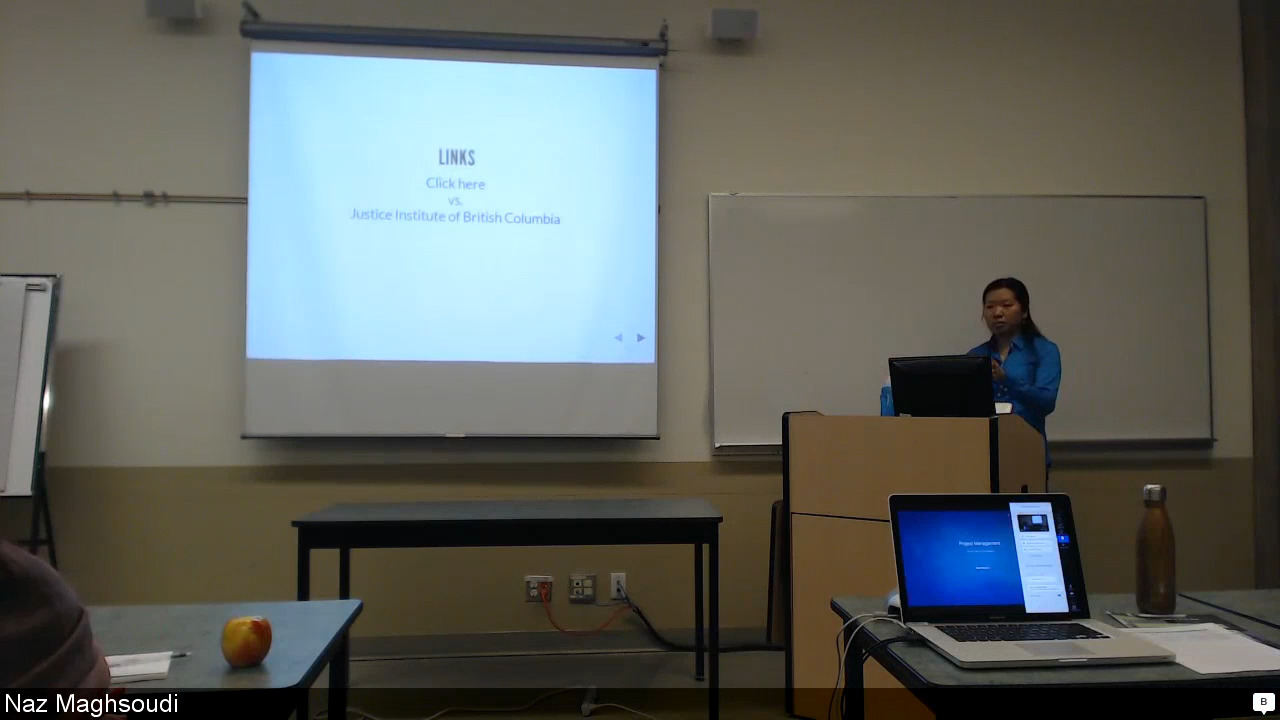 LINKS
Click here
vs.
Justice Institute of British Columbia
Project Management
Naz Maghsoudi
B